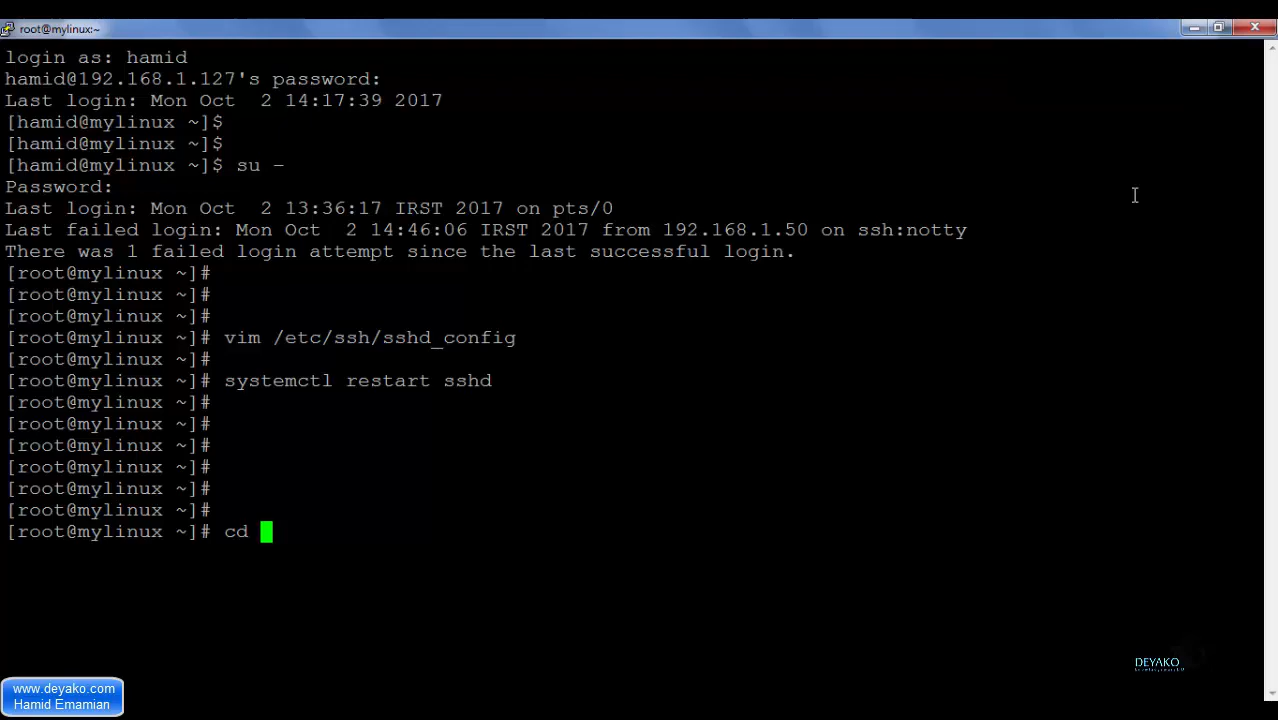 root@mylinux:~
login as: hamid
hamid@192.168.1.127's password:
Last login: Mon Oct  2 14:17:39 2017
[hamid@mylinux ~]$
[hamid@mylinux ~]$
[hamid@mylinux ~]$ su -
Password:
Last login: Mon Oct  2 13:36:17 IRST 2017 on pts/0
Last failed login: Mon Oct  2 14:46:06 IRST 2017 from 192.168.1.50 on ssh:notty
There was 1 failed login attempt since the last successful login.
[root@mylinux ~]#
[root@mylinux ~]#
[root@mylinux ~]#
[root@mylinux ~]# vim /etc/ssh/sshd_config
[root@mylinux ~]#
[root@mylinux ~]# systemctl restart sshd
[root@mylinux ~]#
[root@mylinux ~]#
[root@mylinux ~]#
[root@mylinux ~]#
[root@mylinux ~]#
[root@mylinux ~]#
[root@mylinux ~]# cd
DEYAKO
www.deyako.com
Hamid Emamian